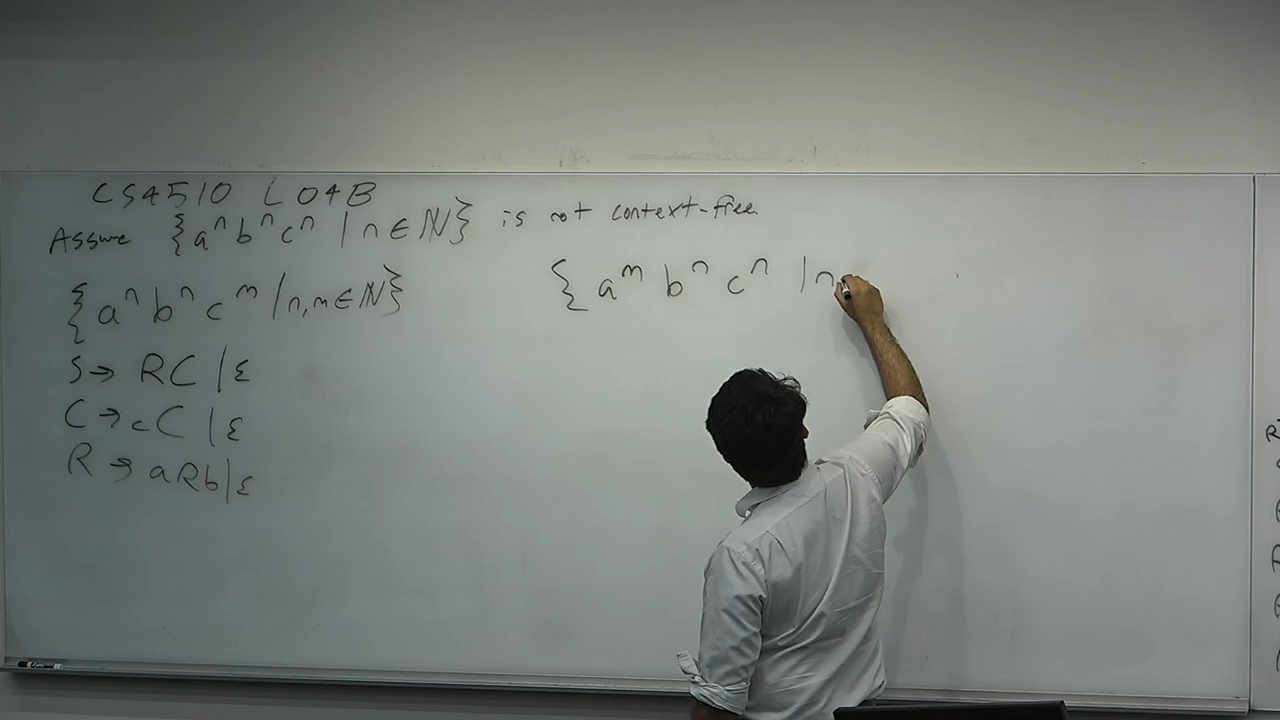 CS4510 L04B
Assume {aⁿbⁿcⁿ | n ∈ ℕ} is not context-free.
{aⁿbⁿcᵐ | n,m ∈ ℕ}
S → RC | ε
C → cC | ε
R → aRb | ε
{aᵐbⁿcⁿ | n